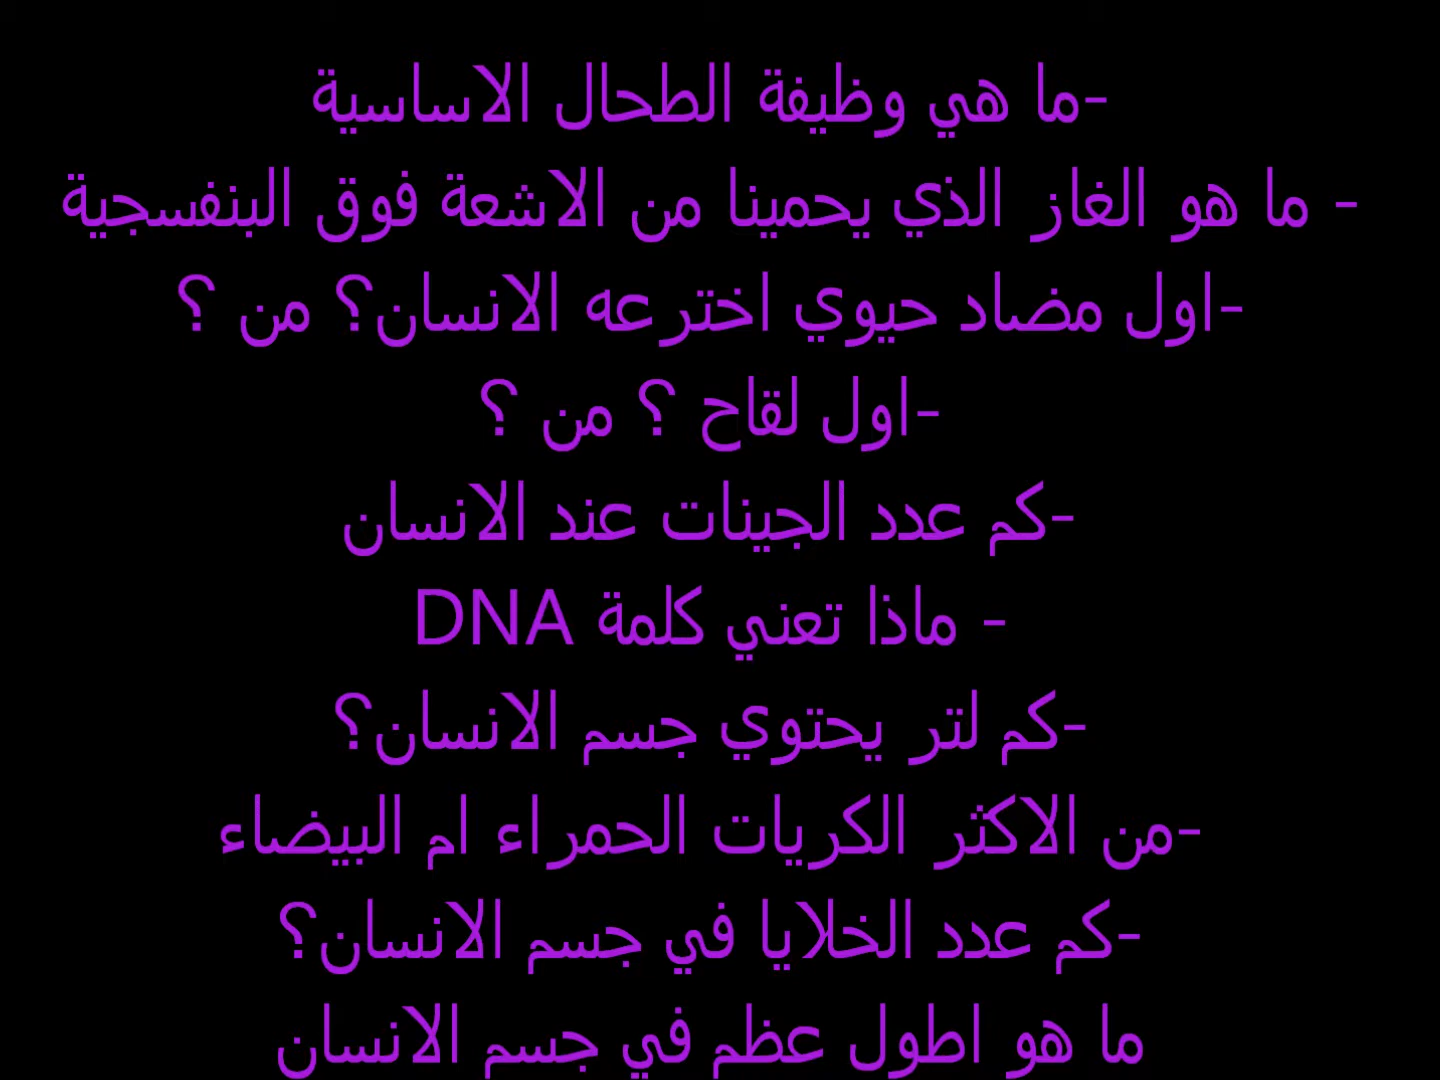 -ما هي وظيفة الطحال الاساسية
- ما هو الغاز الذي يحمينا من الاشعة فوق البنفسجية
-اول مضاد حيوي اخترعه الانسان؟ من ؟
-اول لقاح ؟ من ؟
-كم عدد الجينات عند الانسان
- ماذا تعني كلمة DNA
-كم لتر يحتوي جسم الانسان؟
-من الاكثر الكريات الحمراء ام البيضاء
-كم عدد الخلايا في جسم الانسان؟
ما هو اطول عظم في جسم الانسان